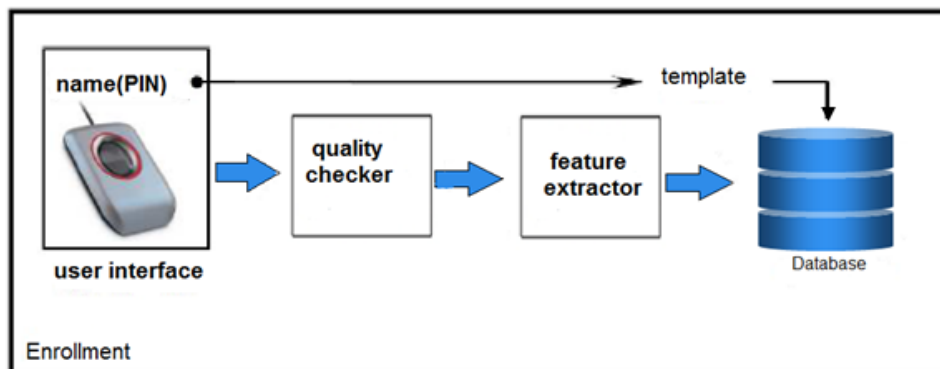 name(PIN)
template
quality
checker
feature
extractor
user interface
Database
Enrollment